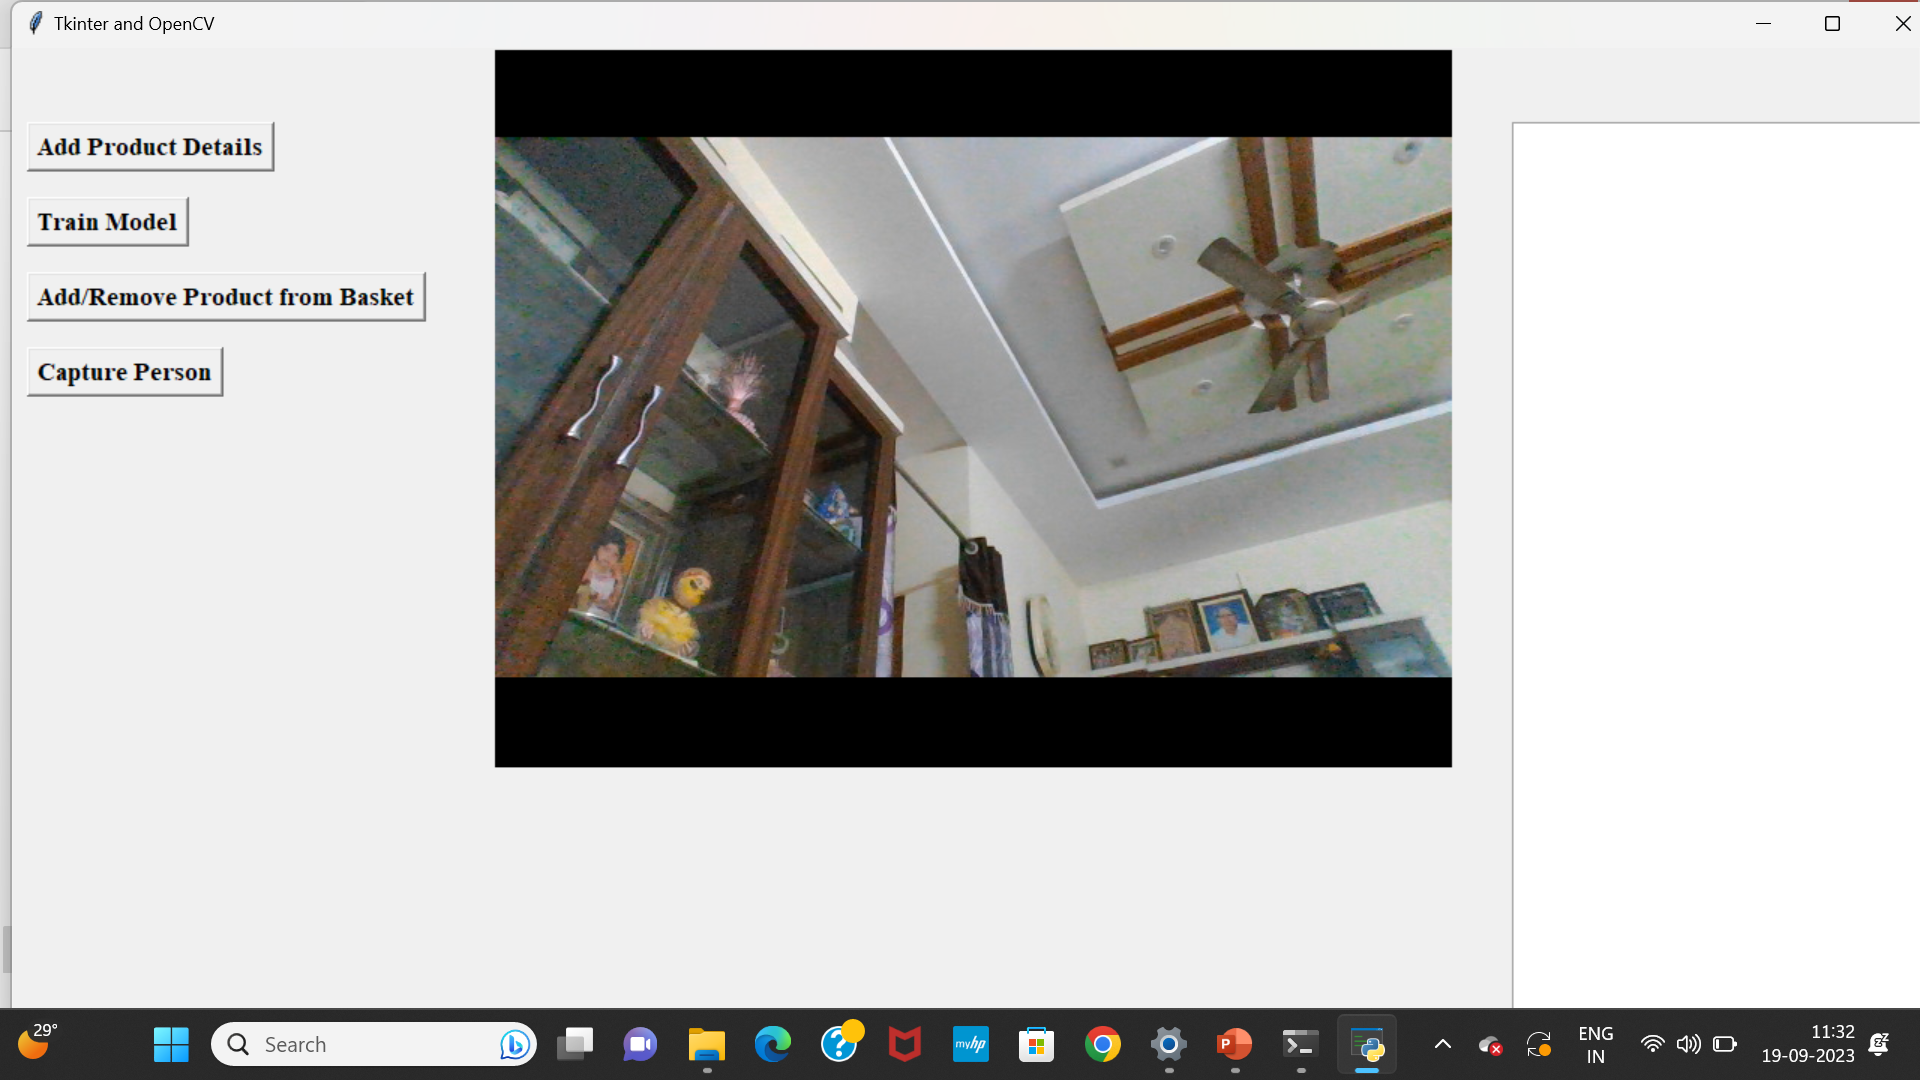 Tkinter and OpenCV
Add Product Details
Train Model
Add/Remove Product from Basket
Capture Person
29°
Search
myhp
P
ENG
IN
11:32
19-09-2023